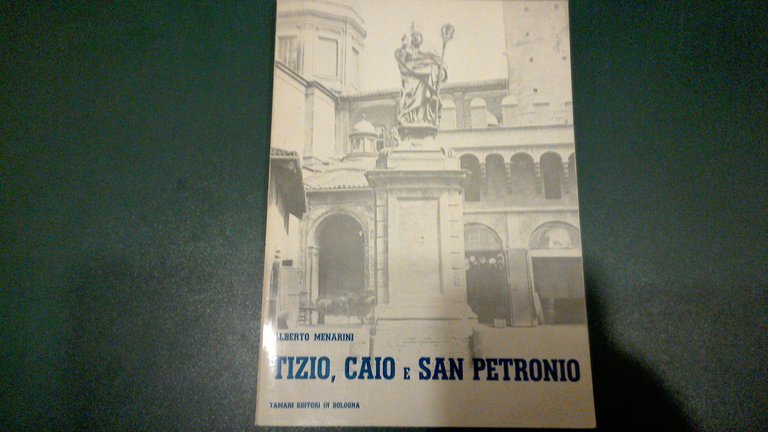 ALBERTO MENARINI
TIZIO, CAIO E SAN PETRONIO
TAMARI EDITORI IN BOLOGNA